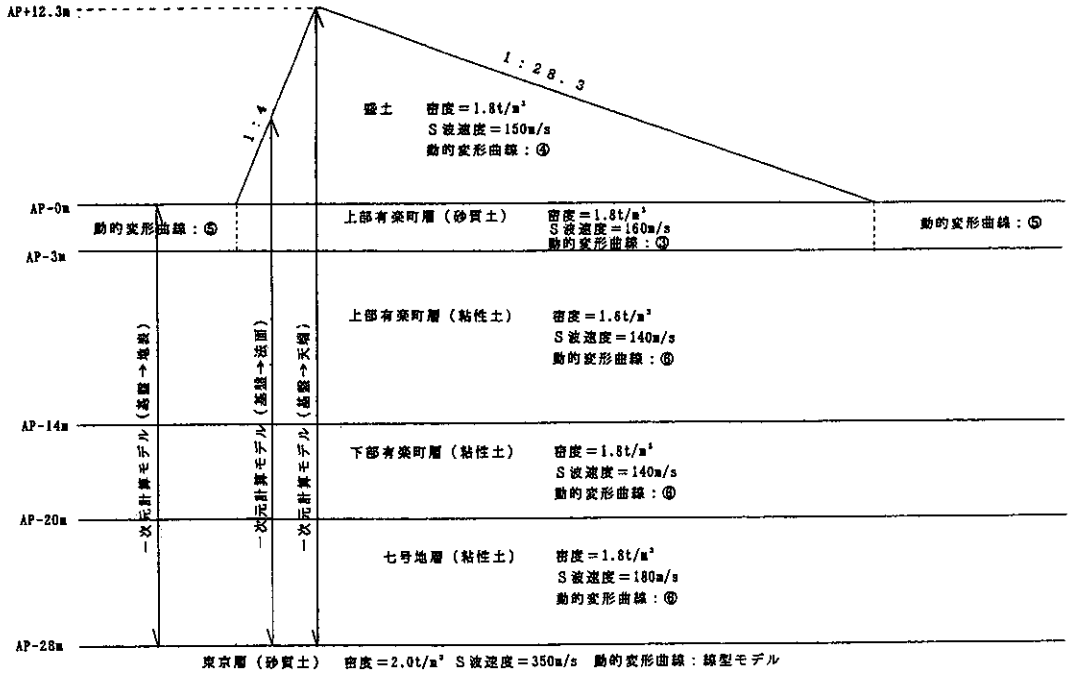 AP+12.3m
1:4
1:28.3
盛土 密度=1.8t/m³
S波速度=150m/s
動的変形曲線:④
AP-0m
動的変形曲線:⑤
上部有楽町層(砂質土) 密度=1.8t/m³
S波速度=160m/s
動的変形曲線:③
動的変形曲線:⑤
AP-3m
上部有楽町層(粘性土) 密度=1.6t/m³
S波速度=140m/s
動的変形曲線:⑥
一次元計算モデル(基盤→地表)
一次元計算モデル(基盤→法面)
一次元計算モデル(基盤→天端)
AP-14m
下部有楽町層(粘性土) 密度=1.8t/m³
S波速度=140m/s
動的変形曲線:⑥
AP-20m
七号地層(粘性土) 密度=1.8t/m³
S波速度=180m/s
動的変形曲線:⑥
AP-28m
東京層(砂質土) 密度=2.0t/m³ S波速度=350m/s 動的変形曲線:線型モデル